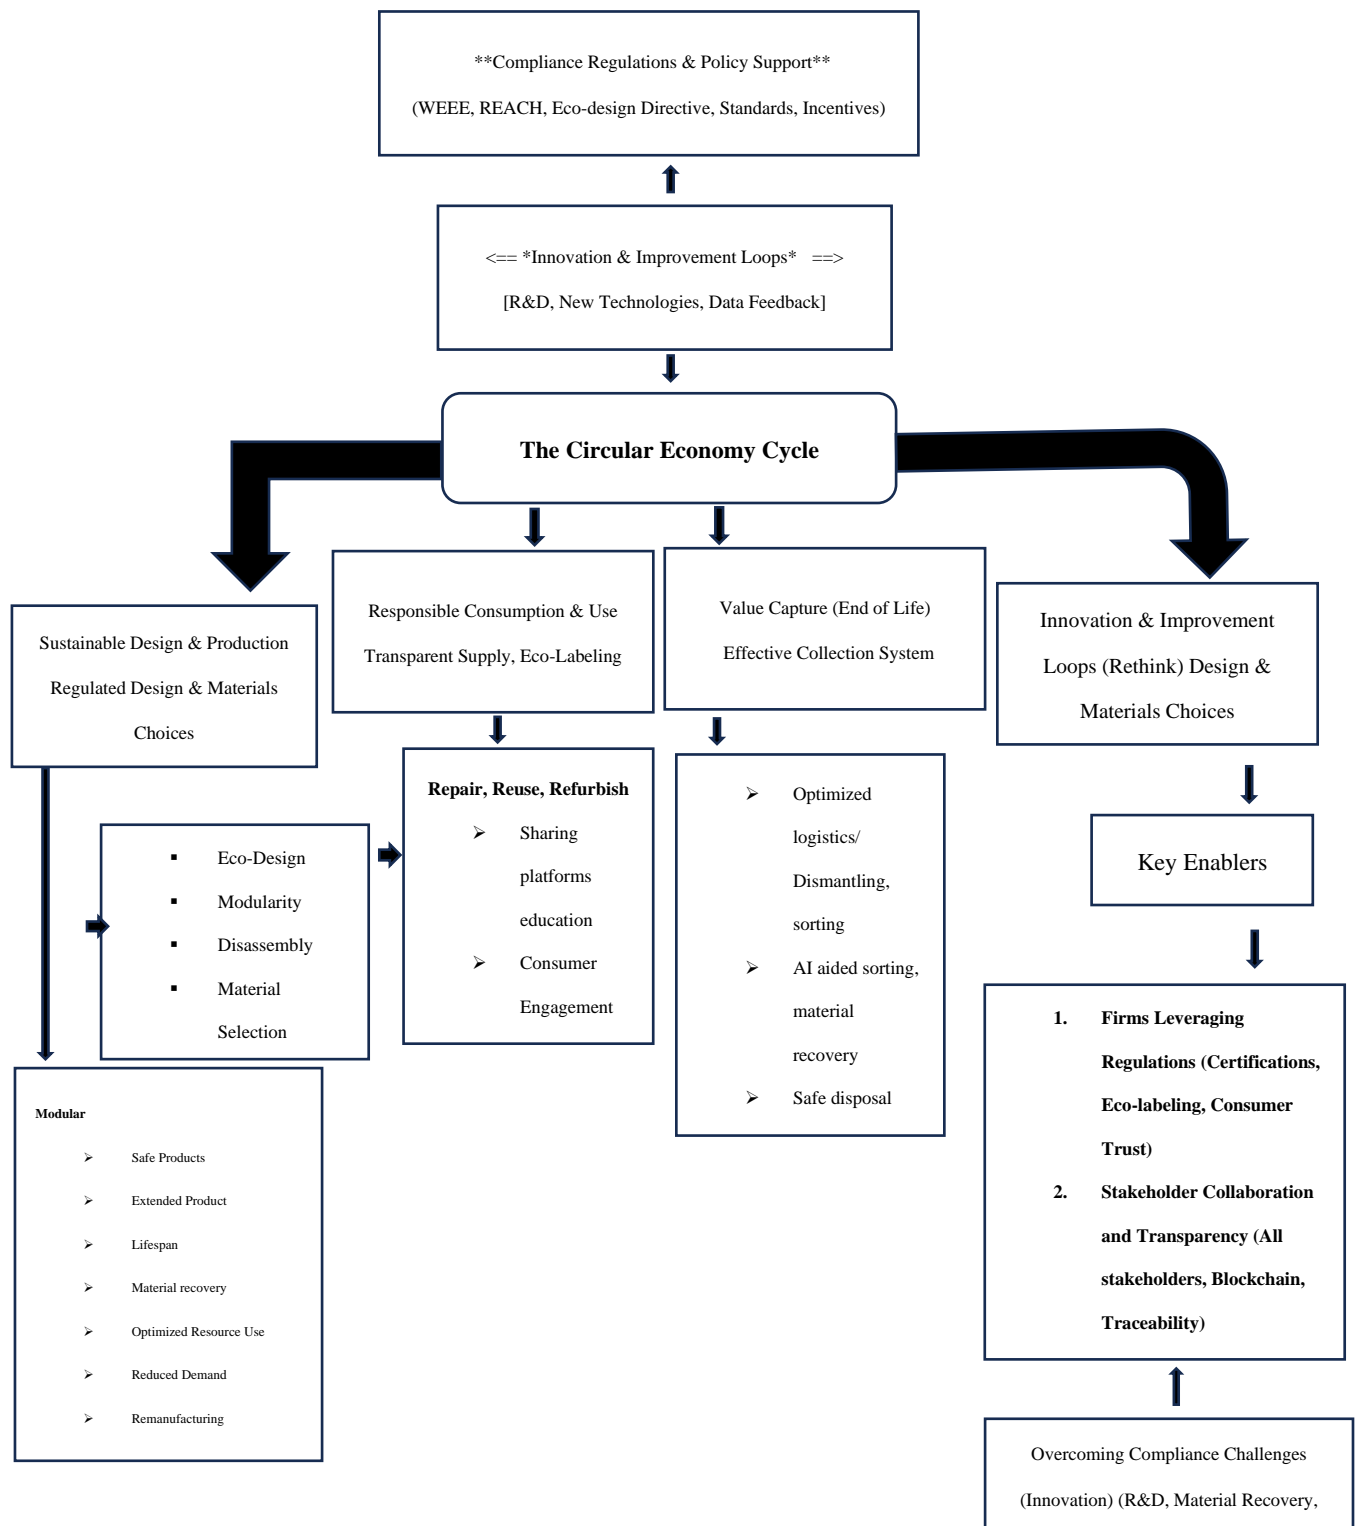 **Compliance Regulations & Policy Support**
(WEEE, REACH, Eco-design Directive, Standards, Incentives)
<== *Innovation & Improvement Loops* ==>
[R&D, New Technologies, Data Feedback]
The Circular Economy Cycle
Sustainable Design & Production
Regulated Design & Materials
Choices
Responsible Consumption & Use
Transparent Supply, Eco-Labeling
Value Capture (End of Life)
Effective Collection System
Innovation & Improvement
Loops (Rethink) Design &
Materials Choices
▪ Eco-Design
▪ Modularity
▪ Disassembly
▪ Material
Selection
Repair, Reuse, Refurbish
➢ Sharing
platforms
education
➢ Consumer
Engagement
➢ Optimized
logistics/
Dismantling,
sorting
➢ AI aided sorting,
material
recovery
➢ Safe disposal
Key Enablers
1. Firms Leveraging
Regulations (Certifications,
Eco-labeling, Consumer
Trust)
2. Stakeholder Collaboration
and Transparency (All
stakeholders, Blockchain,
Traceability)
Modular
➢ Safe Products
➢ Extended Product
➢ Lifespan
➢ Material recovery
➢ Optimized Resource Use
➢ Reduced Demand
➢ Remanufacturing
Overcoming Compliance Challenges
(Innovation) (R&D, Material Recovery,